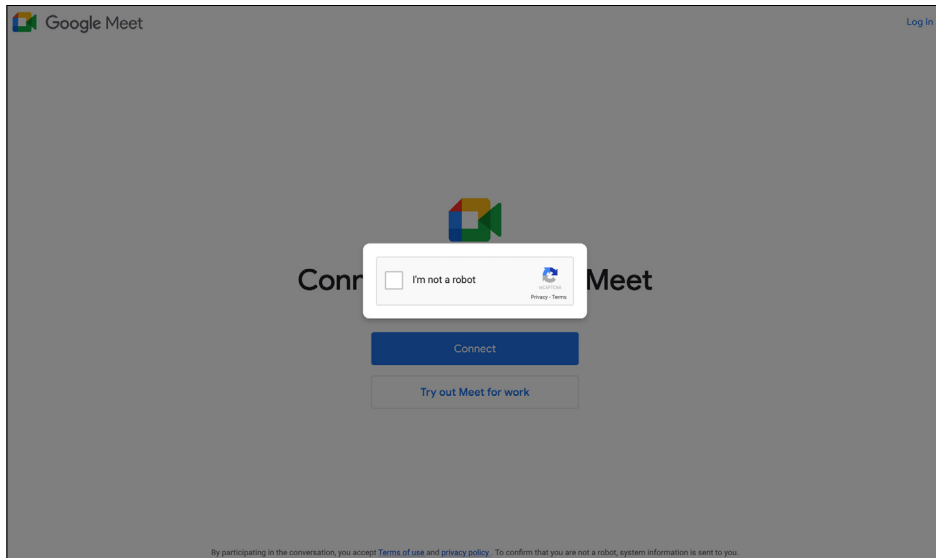 Google Meet
Log in
Conn Meet
I'm not a robot
reCAPTCHA
Privacy - Terms
Connect
Try out Meet for work
By participating in the conversation, you accept Terms of use and privacy policy . To confirm that you are not a robot, system information is sent to you.